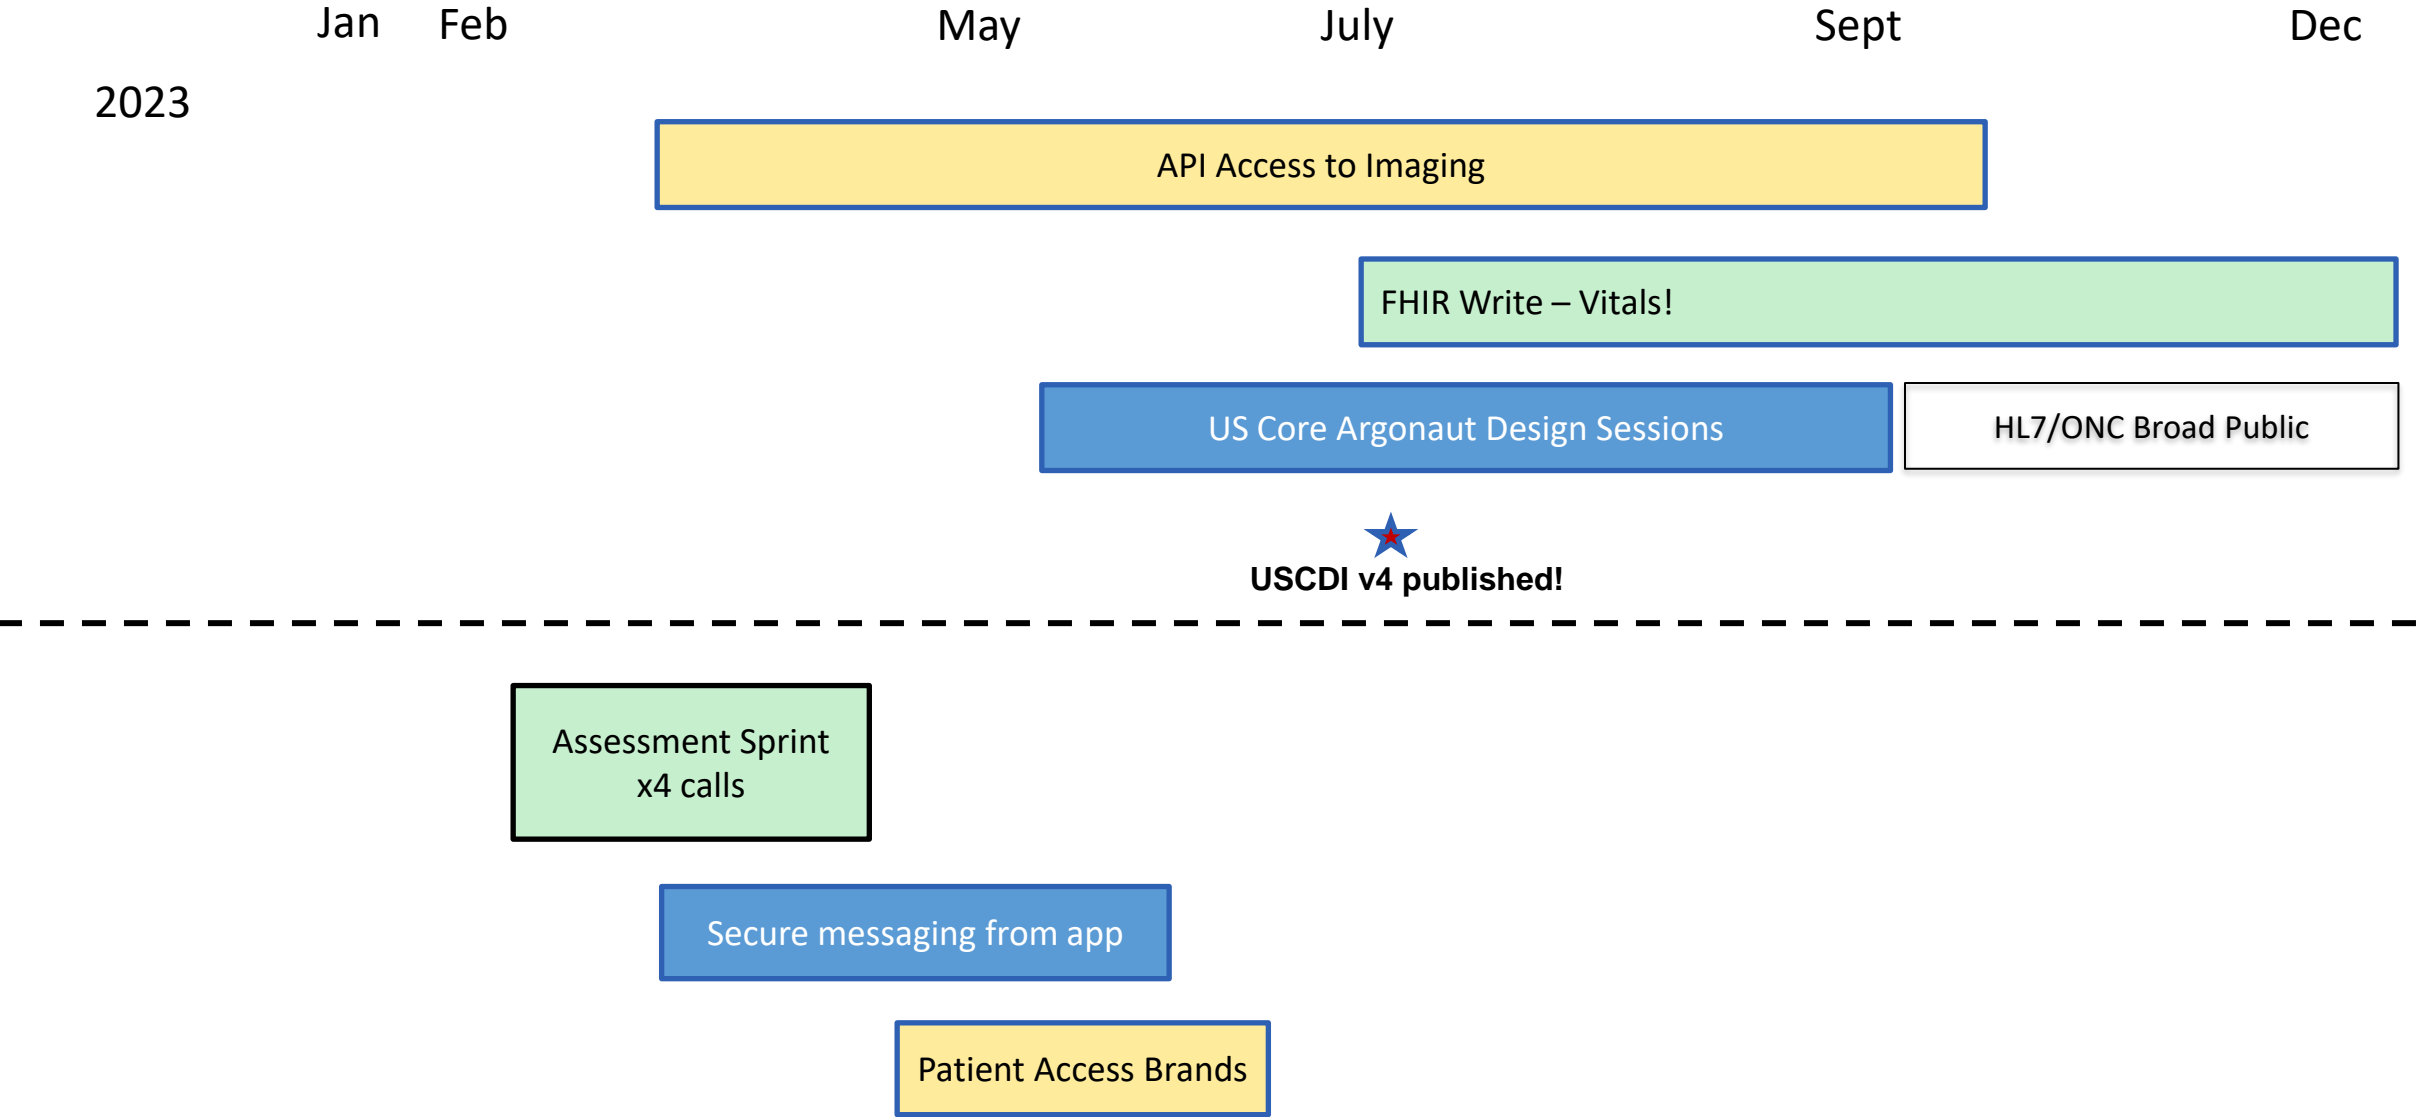 Jan Feb May July Sept Dec
2023
API Access to Imaging
FHIR Write – Vitals!
US Core Argonaut Design Sessions
HL7/ONC Broad Public
USCDI v4 published!
Assessment Sprint
x4 calls
Secure messaging from app
Patient Access Brands